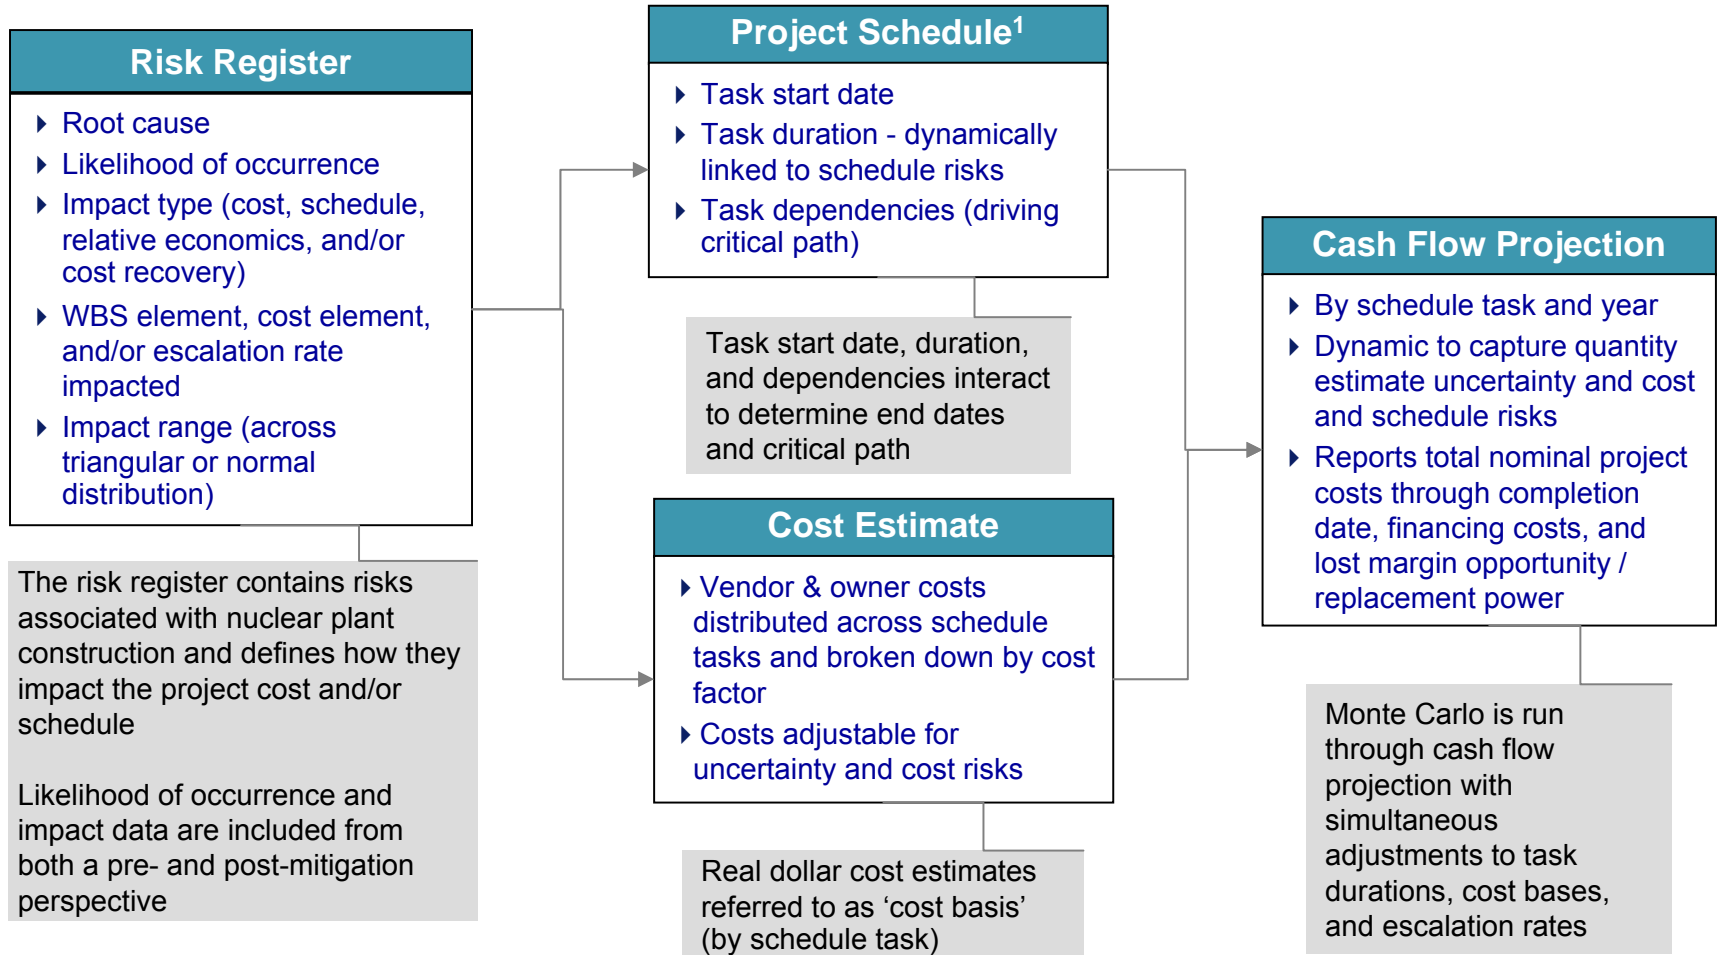 Risk Register
Root cause
Likelihood of occurrence
Impact type (cost, schedule,
relative economics, and/or
cost recovery)
WBS element, cost element,
and/or escalation rate
impacted
Impact range (across
triangular or normal
distribution)
The risk register contains risks
associated with nuclear plant
construction and defines how they
impact the project cost and/or
schedule
Likelihood of occurrence and
impact data are included from
both a pre- and post-mitigation
perspective
Project Schedule¹
Task start date
Task duration - dynamically
linked to schedule risks
Task dependencies (driving
critical path)
Task start date, duration,
and dependencies interact
to determine end dates
and critical path
Cost Estimate
Vendor & owner costs
distributed across schedule
tasks and broken down by cost
factor
Costs adjustable for
uncertainty and cost risks
Real dollar cost estimates
referred to as ‘cost basis’
(by schedule task)
Cash Flow Projection
By schedule task and year
Dynamic to capture quantity
estimate uncertainty and cost
and schedule risks
Reports total nominal project
costs through completion
date, financing costs, and
lost margin opportunity /
replacement power
Monte Carlo is run
through cash flow
projection with
simultaneous
adjustments to task
durations, cost bases,
and escalation rates